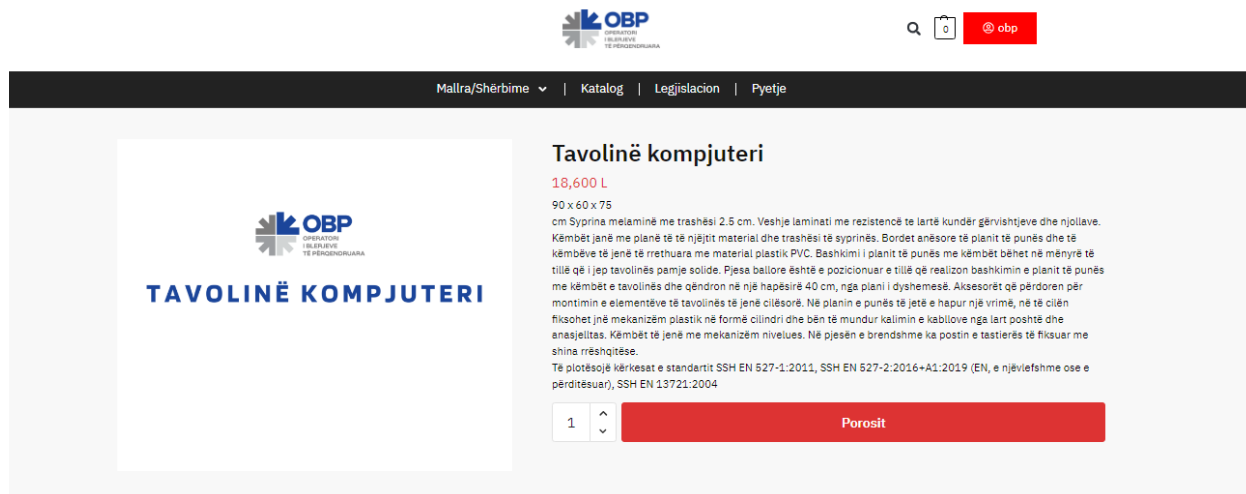 OBP
OPERATORI
I BLERJEVE
TË PËRQENDRUARA
0
obp
Mallra/Shërbime | Katalog | Legjislacion | Pyetje
OBP
OPERATORI
I BLERJEVE
TË PËRQENDRUARA
TAVOLINË KOMPJUTERI
Tavolinë kompjuteri
18,600 L
90 x 60 x 75
cm Syprina melaminë me trashësi 2.5 cm. Veshje laminati me rezistencë te lartë kundër gërvishtjeve dhe njollave.
Këmbët janë me planë të të njëjtit material dhe trashësi të syprinës. Bordet anësore të planit të punës dhe të
këmbëve të jenë të rrethuara me material plastik PVC. Bashkimi i planit të punës me këmbët bëhet në mënyrë të
tillë që i jep tavolinës pamje solide. Pjesa ballore është e pozicionuar e tillë që realizon bashkimin e planit të punës
me këmbët e tavolinës dhe qëndron në një hapësirë 40 cm, nga plani i dyshemesë. Aksesorët që përdoren për
montimin e elementëve të tavolinës të jenë cilësorë. Në planin e punës të jetë e hapur një vrimë, në të cilën
fiksohet jnë mekanizëm plastik në formë cilindri dhe bën të mundur kalimin e kabllove nga lart poshtë dhe
anasjelltas. Këmbët të jenë me mekanizëm nivelues. Në pjesën e brendshme ka postin e tastierës të fiksuar me
shina rrëshqitëse.
Të plotësojë kërkesat e standartit SSH EN 527-1:2011, SSH EN 527-2:2016+A1:2019 (EN, e njëvlefshme ose e
përditësuar), SSH EN 13721:2004
1
Porosit